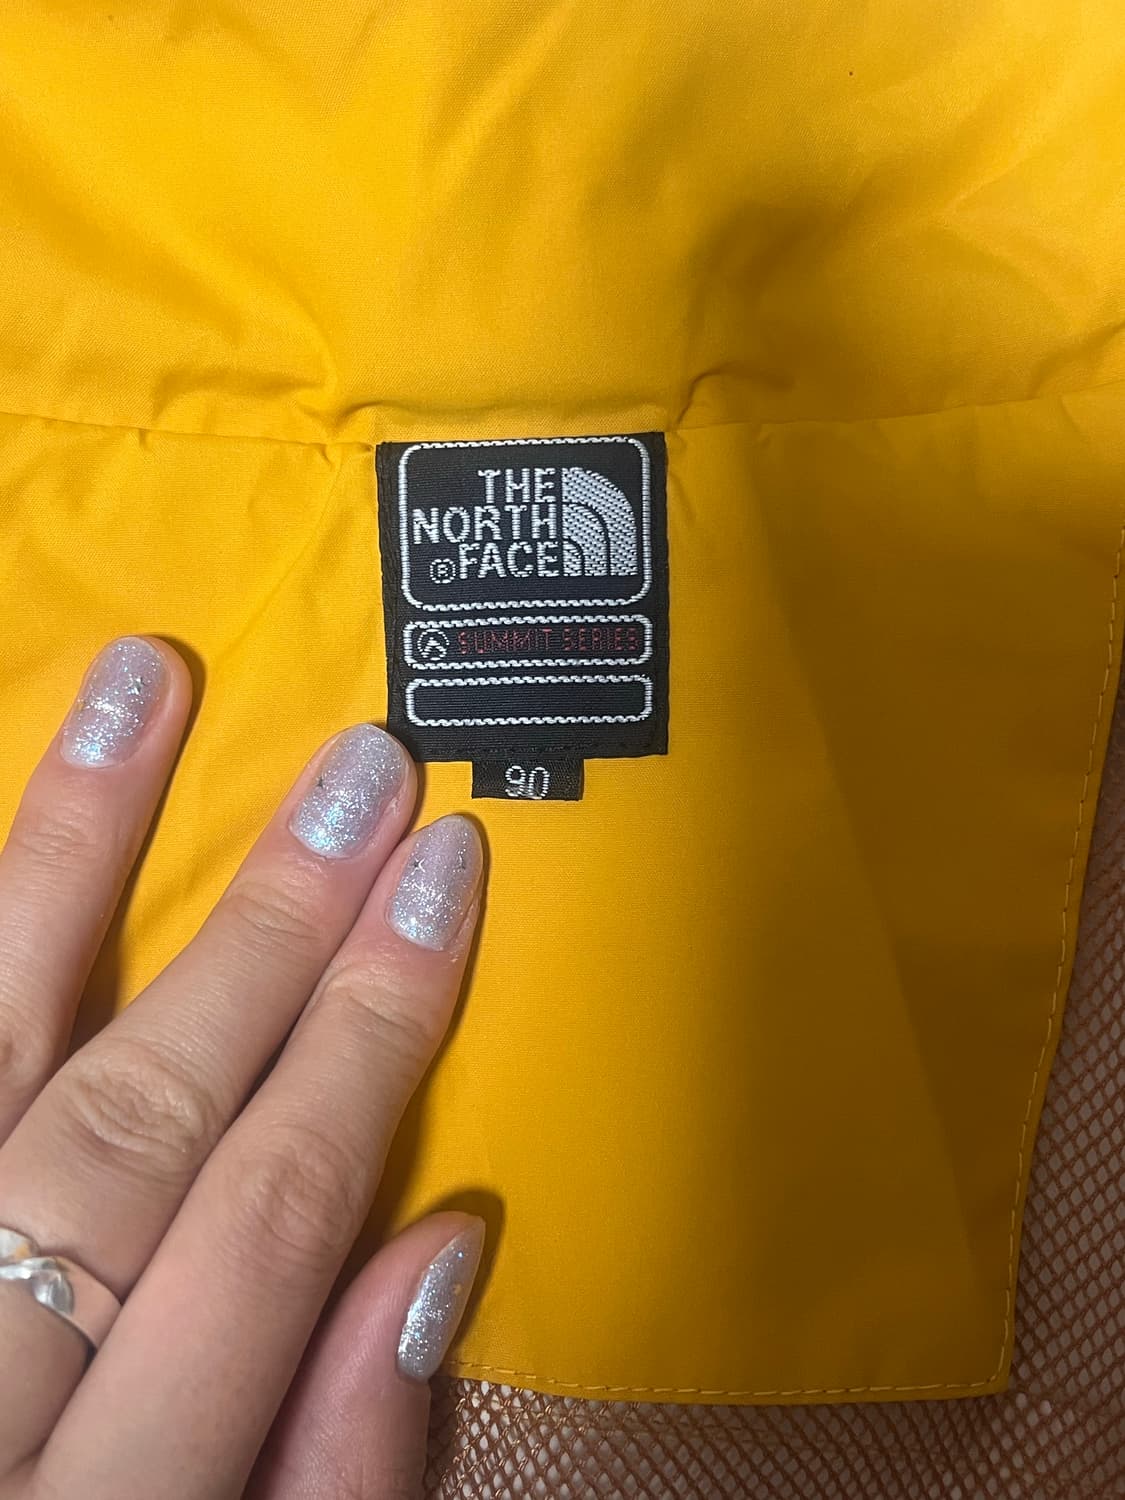 THE
NORTH
® FACE
SUMMIT SERIES
90